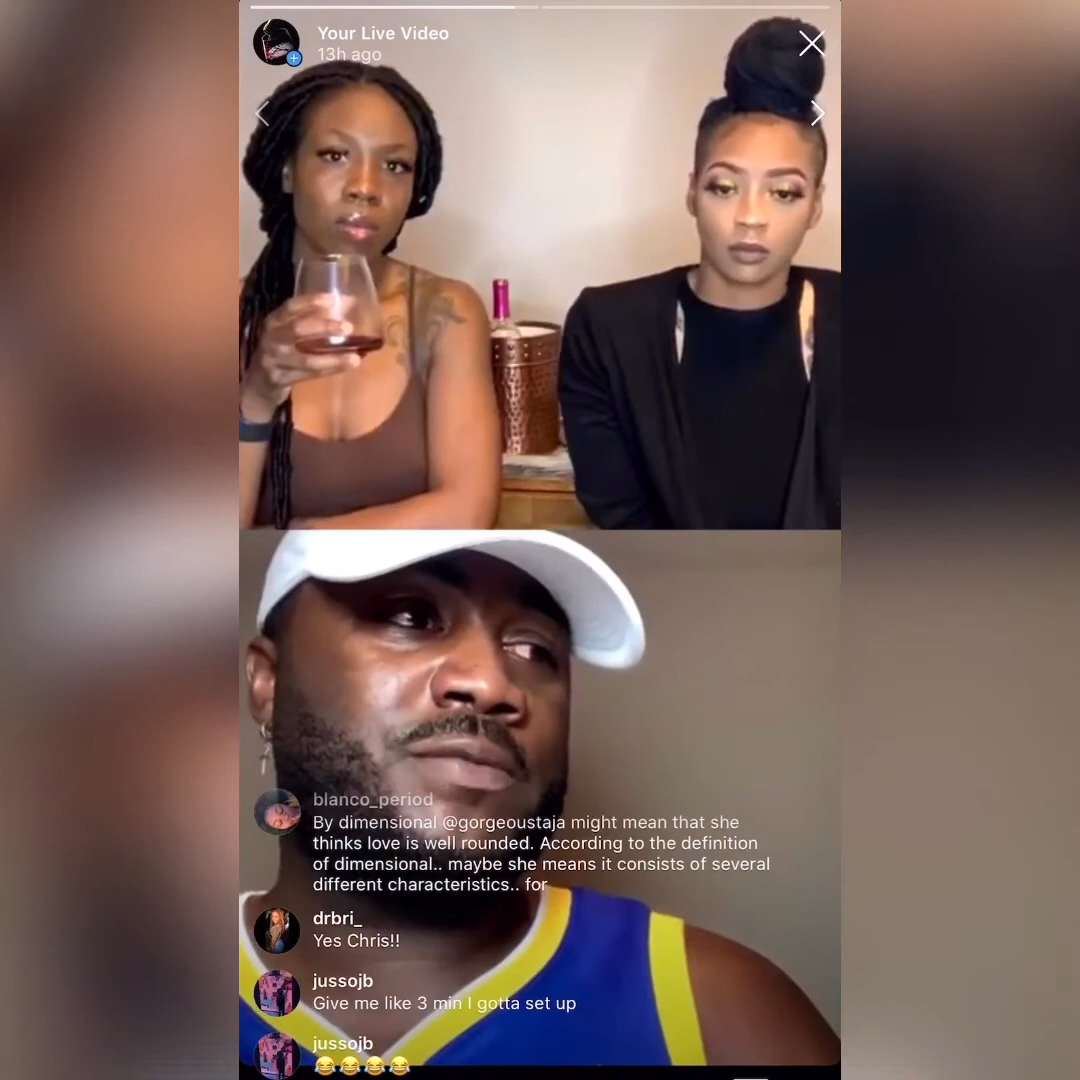 Your Live Video
13h ago
blanco_period
By dimensional @gorgeoustaja might mean that she
thinks love is well rounded. According to the definition
of dimensional.. maybe she means it consists of several
different characteristics.. for
drbri_
Yes Chris!!
jussojb
Give me like 3 min I gotta set up
jussojb
😂😂😂😂